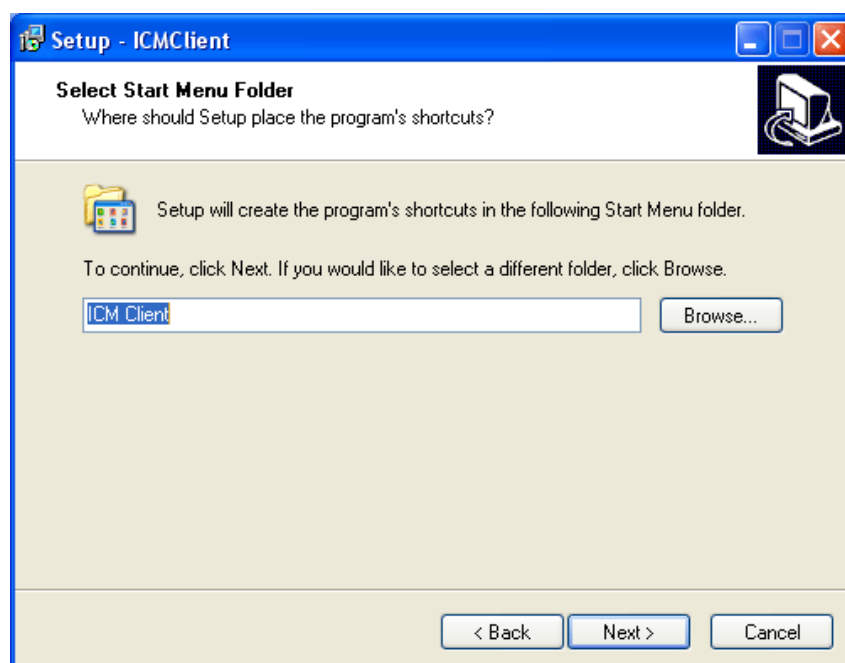 Setup - ICMClient
Select Start Menu Folder
Where should Setup place the program's shortcuts?
Setup will create the program's shortcuts in the following Start Menu folder.
To continue, click Next. If you would like to select a different folder, click Browse.
ICM Client
Browse...
< Back
Next >
Cancel